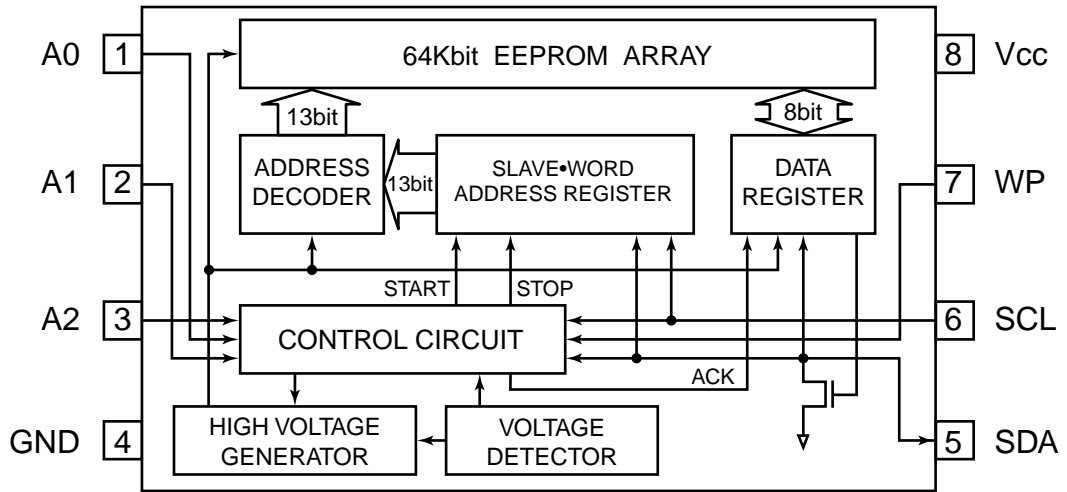 64Kbit EEPROM ARRAY
A0 1
8 Vcc
13bit
8bit
ADDRESS
DECODER
13bit
SLAVE•WORD
ADDRESS REGISTER
DATA
REGISTER
A1 2
7 WP
START
STOP
A2 3
CONTROL CIRCUIT
6 SCL
ACK
GND 4
HIGH VOLTAGE
GENERATOR
VOLTAGE
DETECTOR
5 SDA